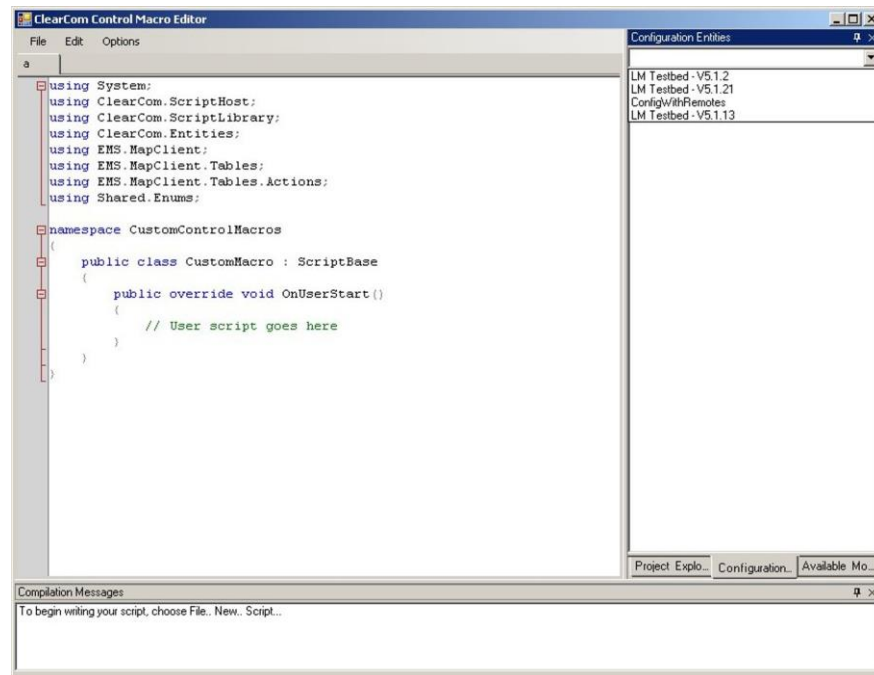 ClearCom Control Macro Editor
File Edit Options
a
using System;
using ClearCom.ScriptHost;
using ClearCom.ScriptLibrary;
using ClearCom.Entities;
using EMS.MapClient;
using EMS.MapClient.Tables;
using EMS.MapClient.Tables.Actions;
using Shared.Enums;
namespace CustomControlMacros
{
public class CustomMacro : ScriptBase
{
public override void OnUserStart()
{
// User script goes here
}
}
}
Configuration Entities
LM Testbed - V5.1.2
LM Testbed - V5.1.21
ConfigWithRemotes
LM Testbed - V5.1.13
Project Explo... Configuration... Available Mo...
Compilation Messages
To begin writing your script, choose File.. New.. Script...